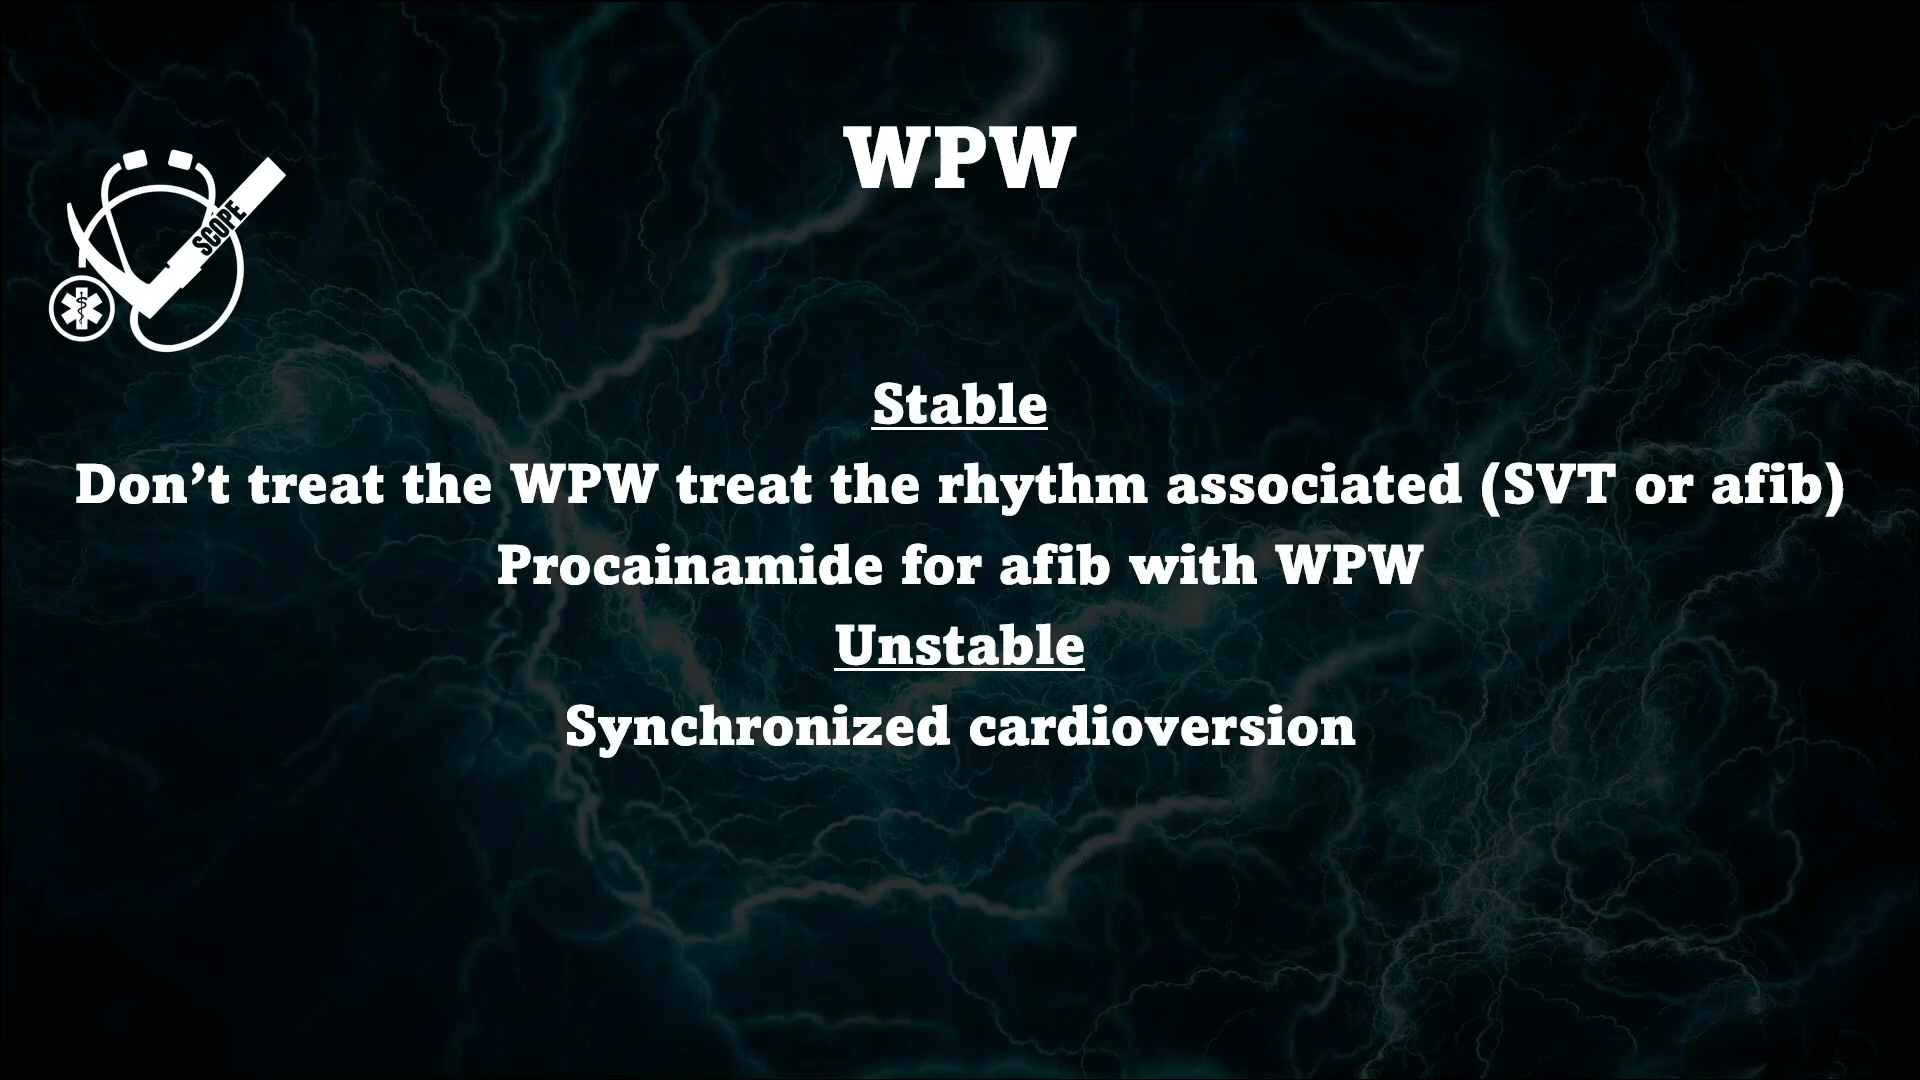 WPW
SCOPE
Stable
Don’t treat the WPW treat the rhythm associated (SVT or afib)
Procainamide for afib with WPW
Unstable
Synchronized cardioversion